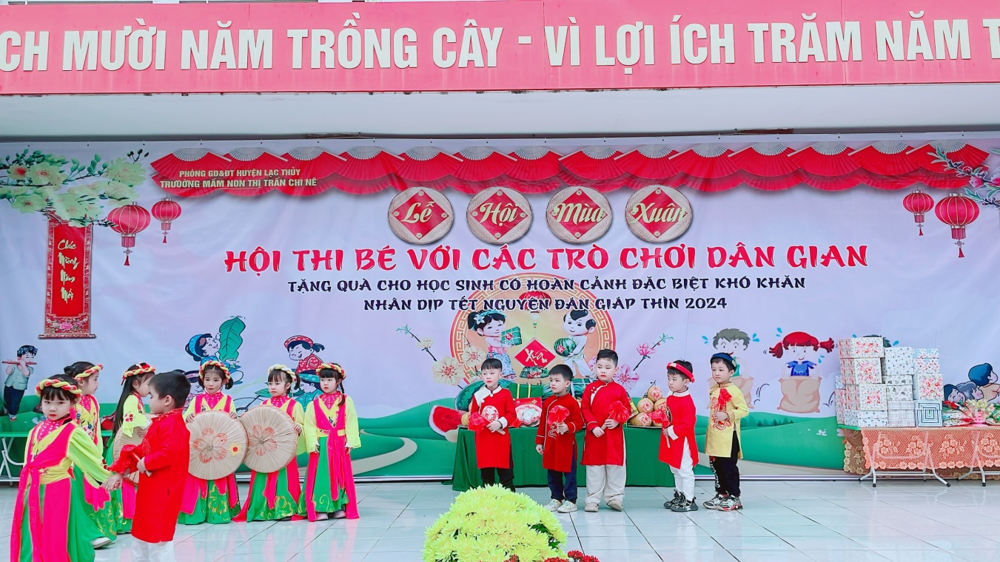 CH MƯỜI NĂM TRỒNG CÂY - VÌ LỢI ÍCH TRĂM NĂM T
PHÒNG GD&ĐT HUYỆN LẠC THỦY
TRƯỜNG MẦM NON THỊ TRẤN CHI NÊ
Lễ Hội Mùa Xuân
HỘI THI BÉ VỚI CÁC TRÒ CHƠI DÂN GIAN
TẶNG QUÀ CHO HỌC SINH CÓ HOÀN CẢNH ĐẶC BIỆT KHÓ KHĂN
NHÂN DỊP TẾT NGUYÊN ĐÁN GIÁP THÌN 2024
Chúc
Mừng
Năm
Mới